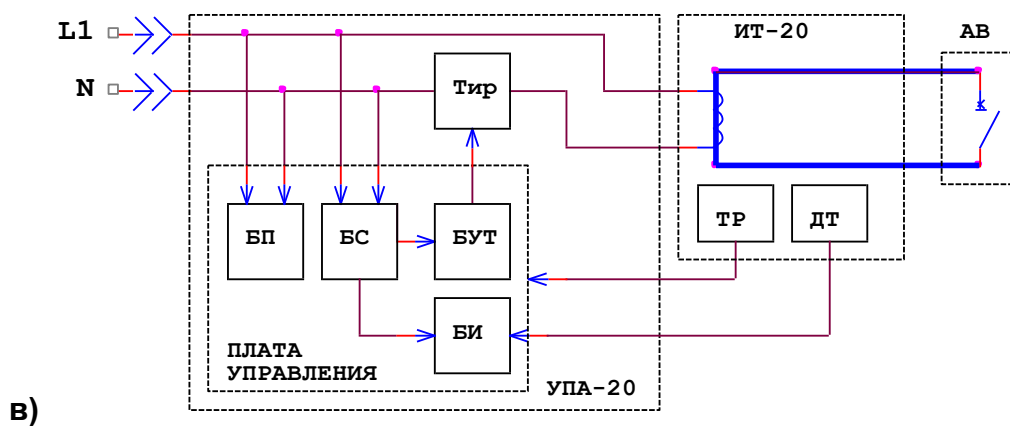 L1
ИТ-20
АВ
N
Тир
БП
БС
БУТ
ТР
ДТ
БИ
ПЛАТА
УПРАВЛЕНИЯ
УПА-20
в)